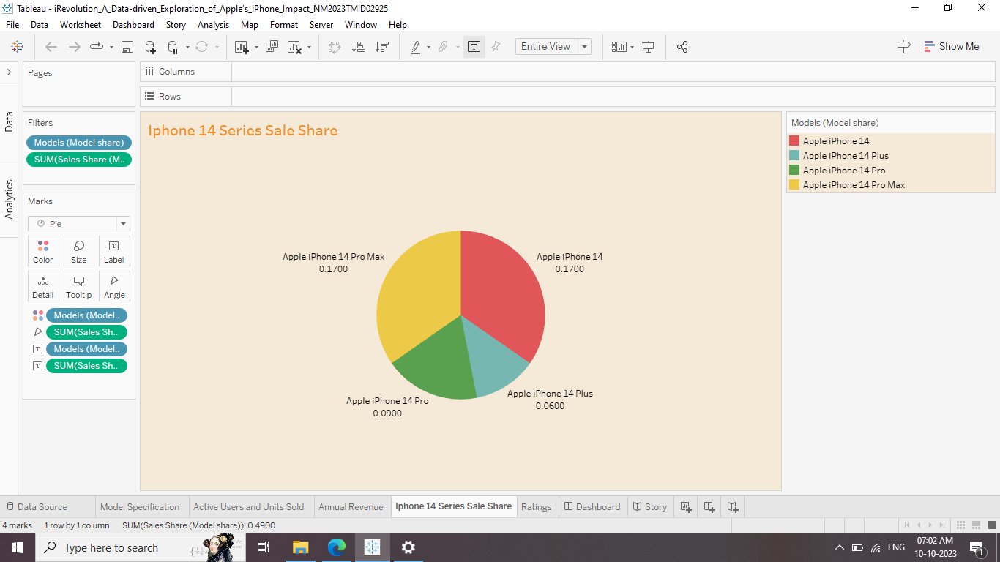 Tableau - iRevolution_A_Data-driven_Exploration_of_Apple's_iPhone_Impact_NM2023TMID02925
File Data Worksheet Dashboard Story Analysis Map Format Server Window Help
Entire View
Show Me
Pages
Columns
Rows
Data
Analytics
Filters
Models (Model share)
SUM(Sales Share (M..
Marks
Pie
Color Size Label
Detail Tooltip Angle
Models (Model..
SUM(Sales Sh..
Models (Model..
SUM(Sales Sh..
Iphone 14 Series Sale Share
Apple iPhone 14 Pro Max
0.1700
Apple iPhone 14
0.1700
Apple iPhone 14 Pro
0.0900
Apple iPhone 14 Plus
0.0600
Models (Model share)
Apple iPhone 14
Apple iPhone 14 Plus
Apple iPhone 14 Pro
Apple iPhone 14 Pro Max
Data Source Model Specification Active Users and Units Sold Annual Revenue Iphone 14 Series Sale Share Ratings Dashboard Story
4 marks 1 row by 1 column SUM(Sales Share (Model share)): 0.4900
Type here to search
ENG
07:02 AM
10-10-2023
1